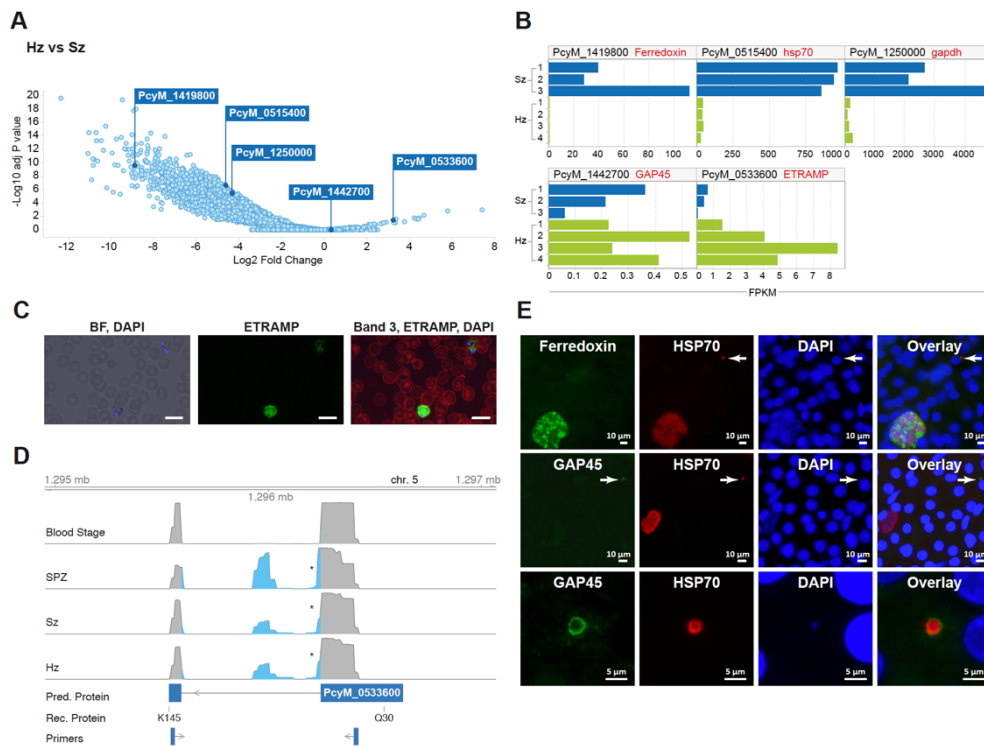 A
Hz vs Sz
-Log10 adj P value
20
18
16
14
12
10
8
6
4
2
0
PcyM_1419800
PcyM_0515400
PcyM_1250000
PcyM_0533600
PcyM_1442700
-12 -10 -8 -6 -4 -2 0 2 4 6 8
Log2 Fold Change
B
PcyM_1419800 Ferredoxin PcyM_0515400 hsp70 PcyM_1250000 gapdh
Sz 1 2 3
Hz 1 2 3 4
0 20 40 60 80 100 0 250 500 750 1000 0 1000 2000 3000 4000
PcyM_1442700 GAP45 PcyM_0533600 ETRAMP
Sz 1 2 3
Hz 1 2 3 4
0 0.1 0.2 0.3 0.4 0.5 0 1 2 3 4 5 6 7 8
FPKM
C
BF, DAPI ETRAMP Band 3, ETRAMP, DAPI
D
1.295 mb chr. 5 1.297 mb
1.296 mb
Blood Stage
SPZ *
Sz *
Hz *
Pred. Protein PcyM_0533600
Rec. Protein K145 Q30
Primers
E
Ferredoxin HSP70 DAPI Overlay
10 µm 10 µm 10 µm 10 µm
GAP45 HSP70 DAPI Overlay
10 µm 10 µm 10 µm 10 µm
GAP45 HSP70 DAPI Overlay
5 µm 5 µm 5 µm 5 µm